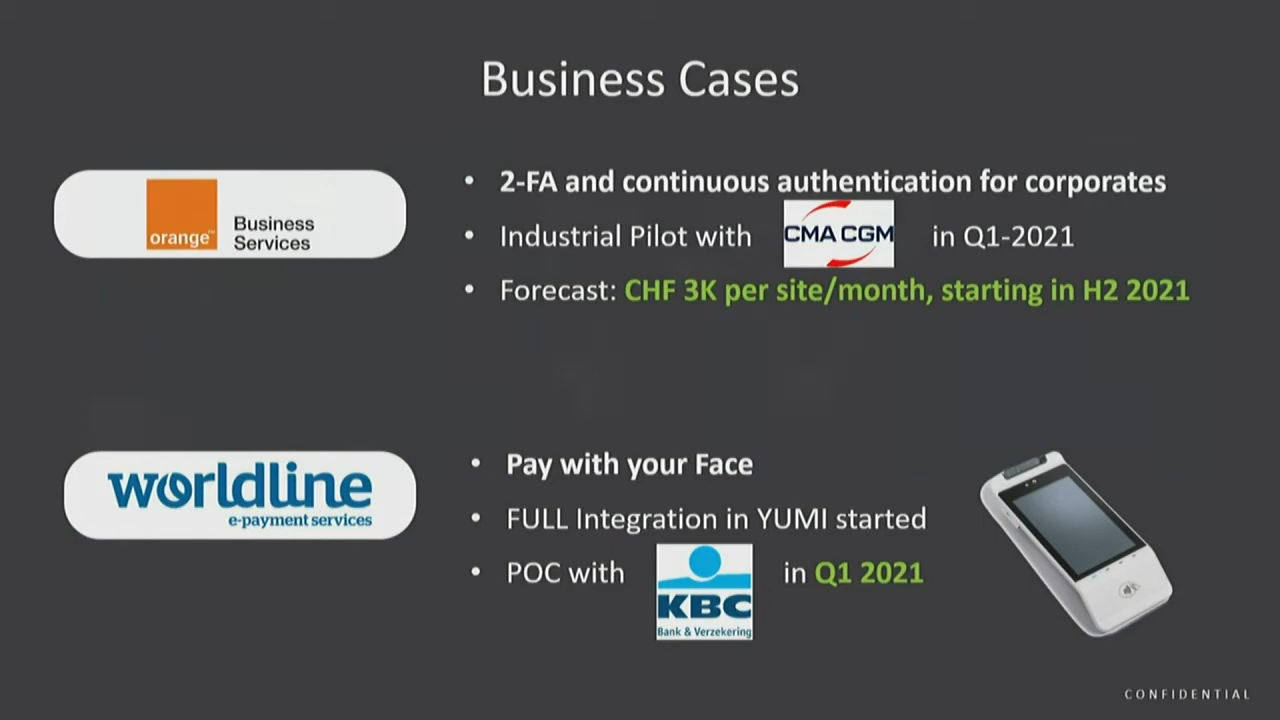 Business Cases
orange™
Business
Services
• 2-FA and continuous authentication for corporates
• Industrial Pilot with CMA CGM in Q1-2021
• Forecast: CHF 3K per site/month, starting in H2 2021
worldline
e-payment services
• Pay with your Face
• FULL Integration in YUMI started
• POC with KBC in Q1 2021
Bank & Verzekering
CONFIDENTIAL